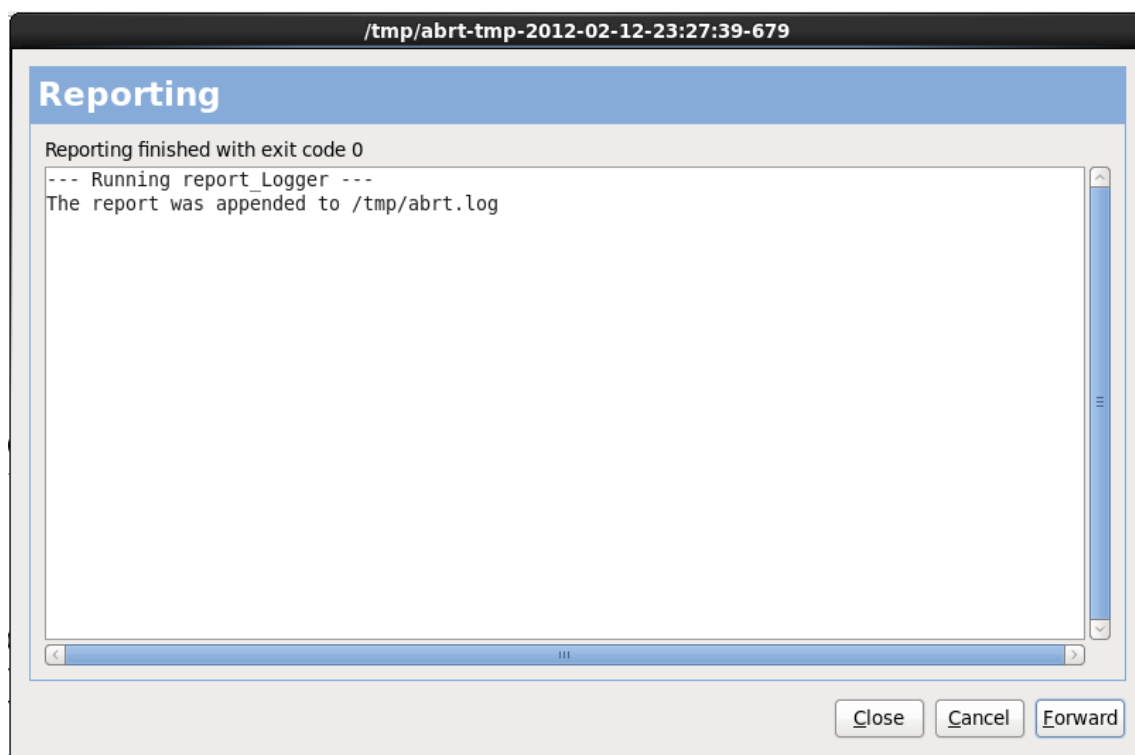 /tmp/abrt-tmp-2012-02-12-23:27:39-679
Reporting
Reporting finished with exit code 0
--- Running report_Logger ---
The report was appended to /tmp/abrt.log
Close Cancel Forward